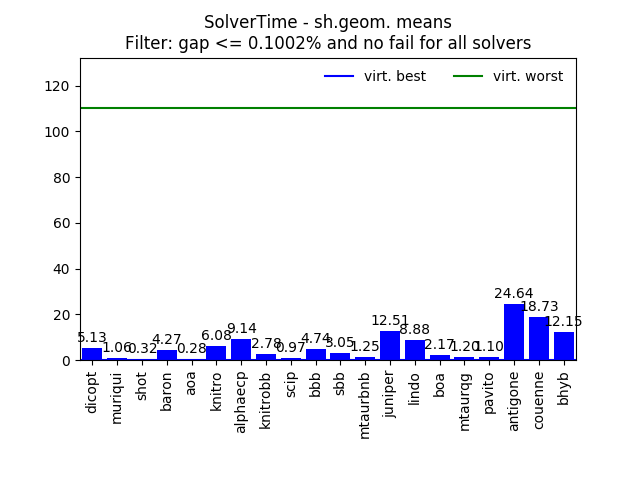 SolverTime - sh.geom. means
Filter: gap <= 0.1002% and no fail for all solvers
virt. best
virt. worst
120
100
80
60
40
20
0
5.13
1.06
0.32
4.27
0.28
6.08
9.14
2.78
0.97
4.74
3.05
1.25
12.51
8.88
2.17
1.20
1.10
24.64
18.73
12.15
dicopt
muriqui
shot
baron
aoa
knitro
alphaecp
knitrobb
scip
bbb
sbb
mtaurbnb
juniper
lindo
boa
mtaurqg
pavito
antigone
couenne
bhyb